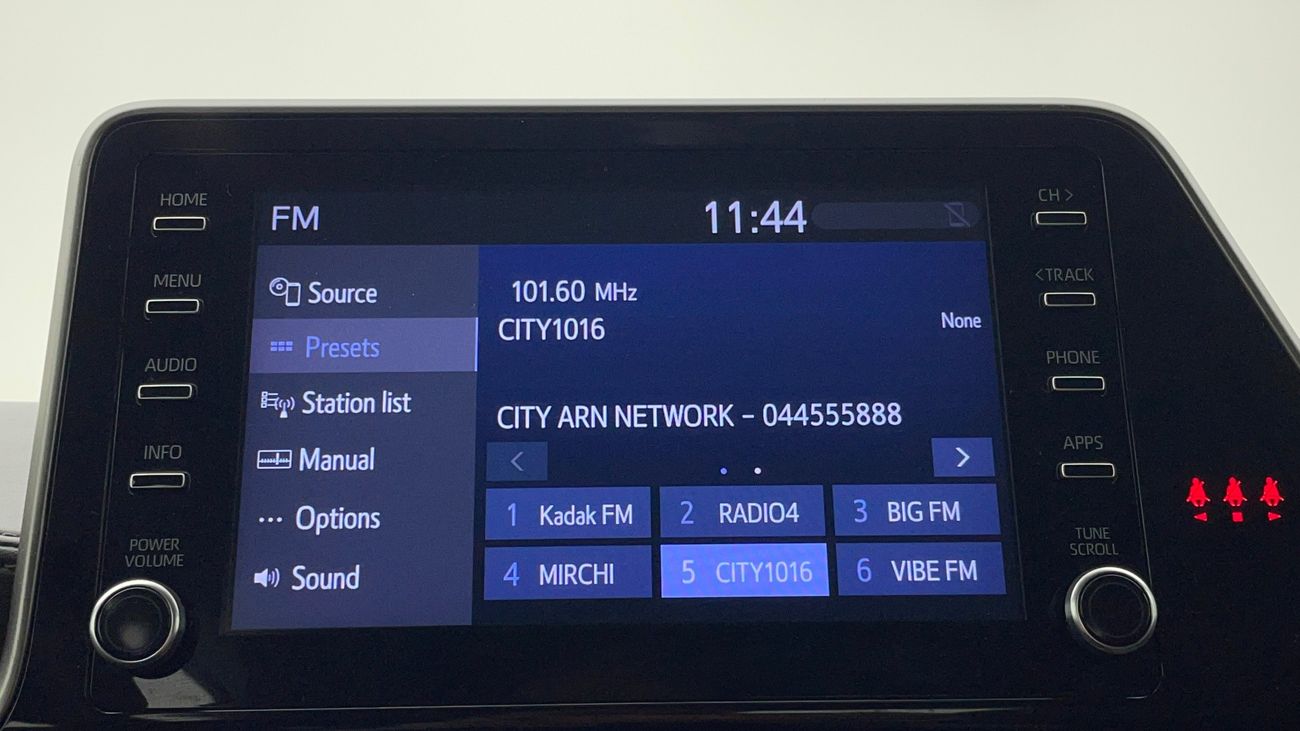 HOME
MENU
AUDIO
INFO
POWER
VOLUME
FM
11:44
Source
Presets
Station list
Manual
Options
Sound
101.60 MHz
CITY1016
None
CITY ARN NETWORK - 044555888
<
>
1 Kadak FM
2 RADIO4
3 BIG FM
4 MIRCHI
5 CITY1016
6 VIBE FM
CH >
< TRACK
PHONE
APPS
TUNE
SCROLL